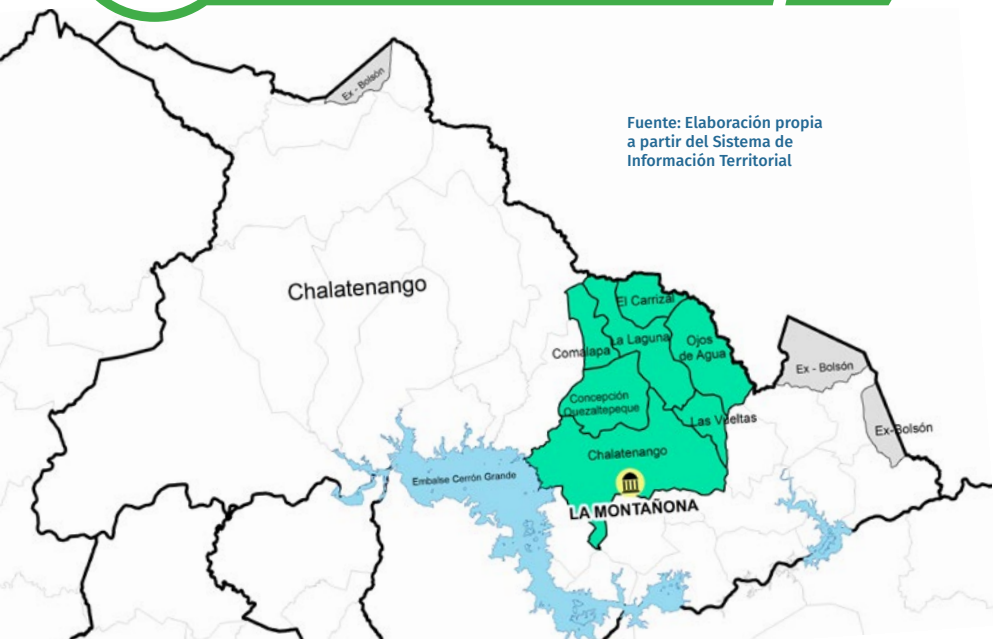 Ex - Bolsón
Fuente: Elaboración propia
a partir del Sistema de
Información Territorial
Chalatenango
El Carrizal
La Laguna
Ojos
de Agua
Comalapa
Ex - Bolsón
Concepción
Quezaltepeque
Las Vueltas
Ex-Bolsón
Chalatenango
Embalse Cerrón Grande
LA MONTAÑONA